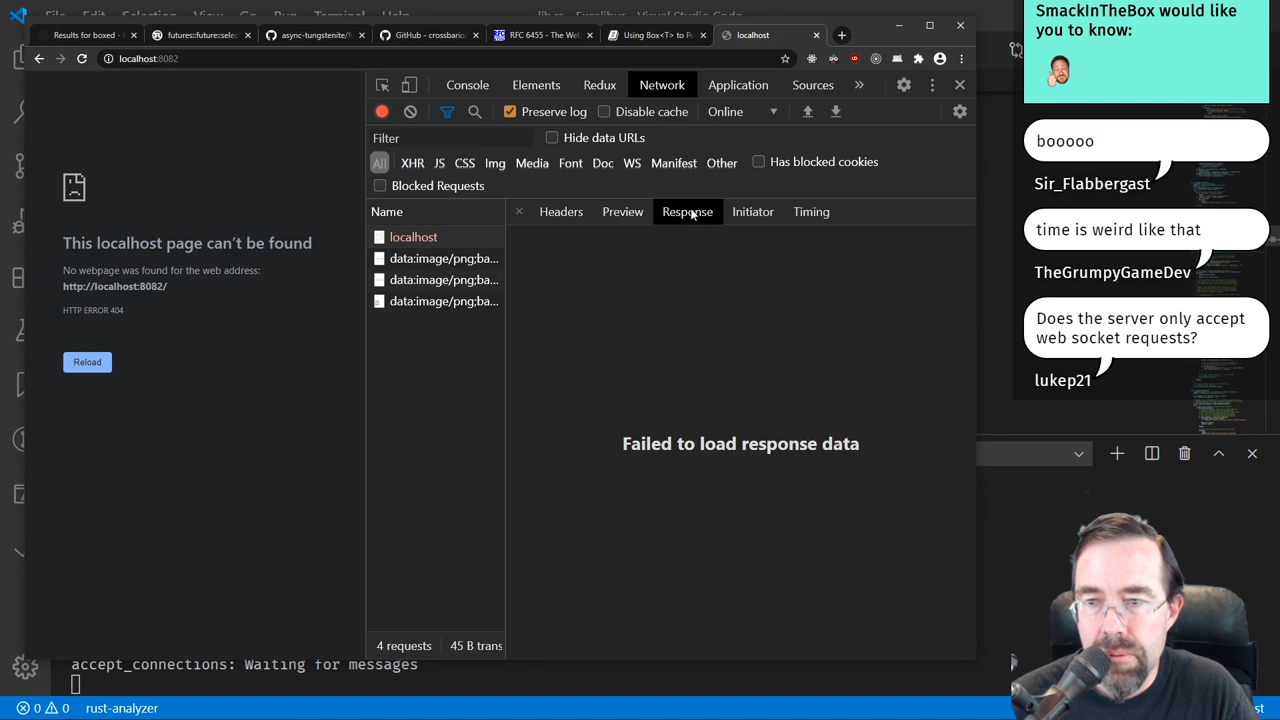 Results for boxed -
futures::future::selec
async-tungstenite/f
GitHub - crossbario
RFC 6455 - The Web
Using Box<T> to Po
localhost
localhost:8082
This localhost page can't be found
No webpage was found for the web address:
http://localhost:8082/
HTTP ERROR 404
Reload
Console
Elements
Redux
Network
Application
Sources
Preserve log
Disable cache
Online
Filter
Hide data URLs
All XHR JS CSS Img Media Font Doc WS Manifest Other
Has blocked cookies
Blocked Requests
Name
Headers
Preview
Response
Initiator
Timing
localhost
data:image/png;ba...
data:image/png;ba...
data:image/png;ba...
Failed to load response data
4 requests
45 B trans
accept_connections: Waiting for messages
0
0
rust-analyzer
SmackInTheBox would like
you to know:
booooo
Sir_Flabbergast
time is weird like that
TheGrumpyGameDev
Does the server only accept
web socket requests?
lukep21